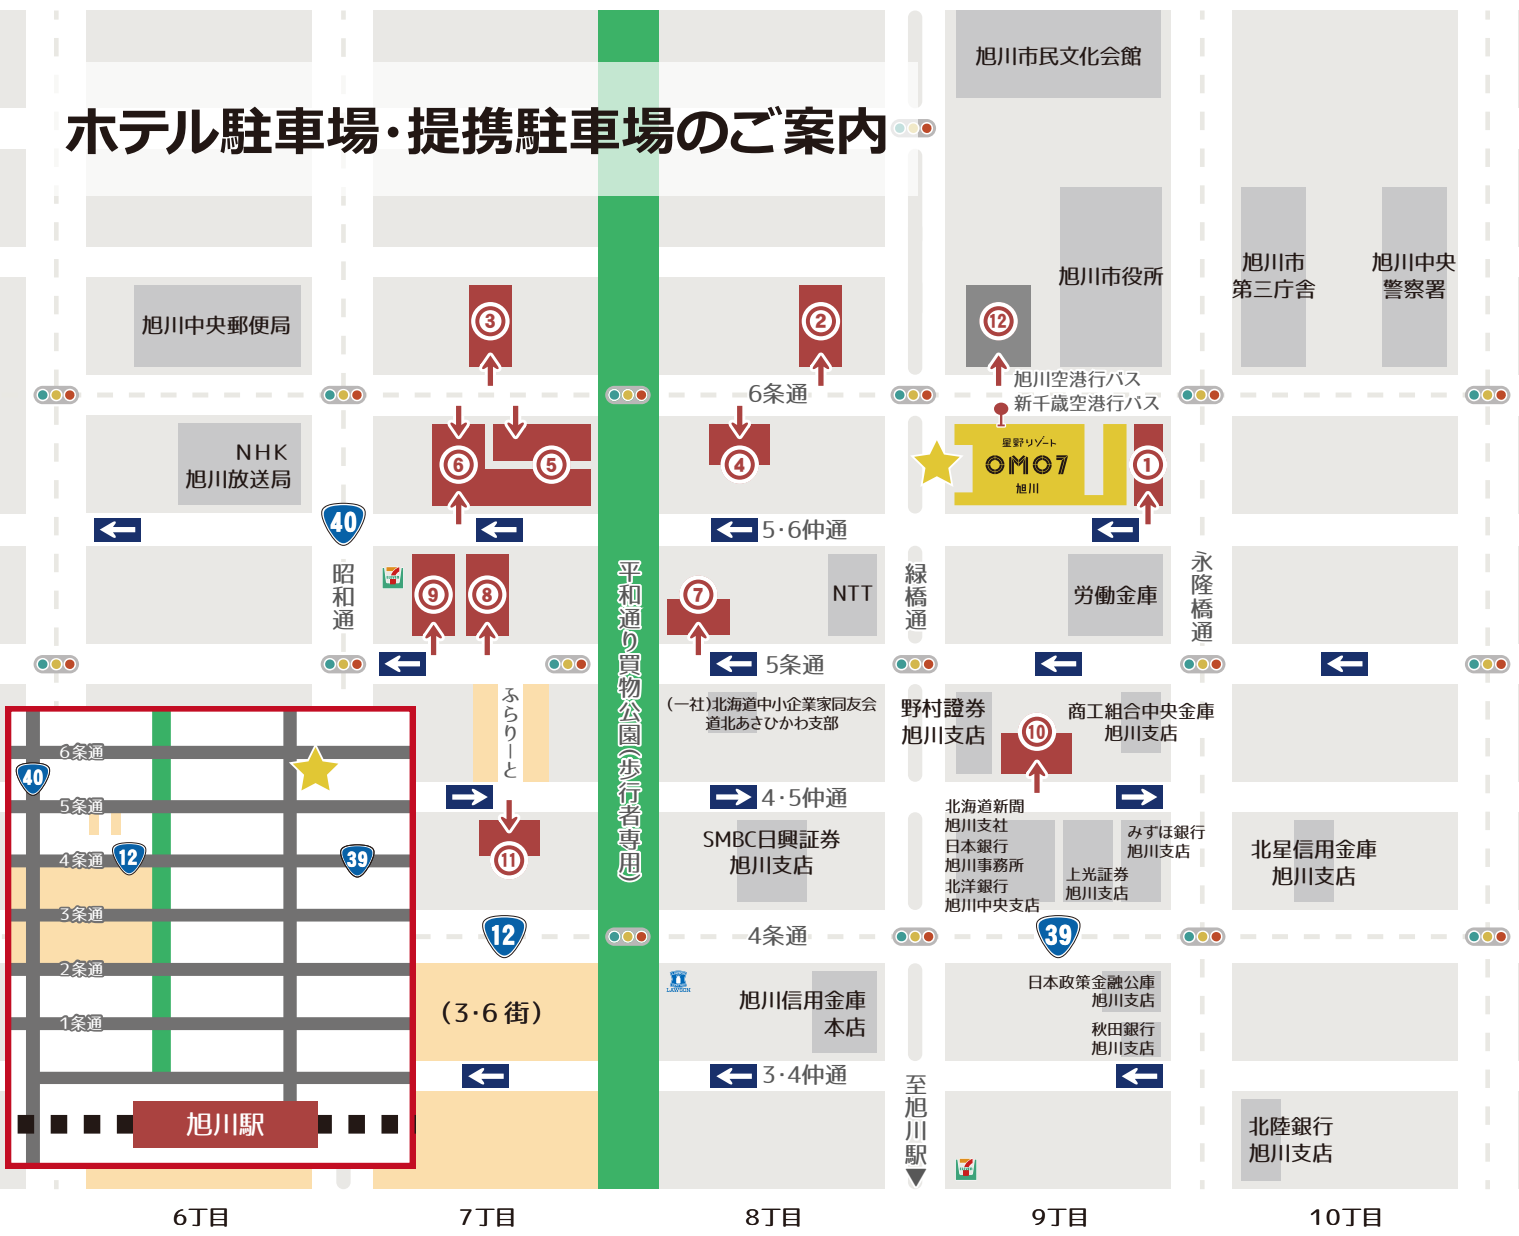 旭川市民文化会館
ホテル駐車場・提携駐車場のご案内
旭川市役所
旭川市
第三庁舎
旭川中央
警察署
旭川中央郵便局
3
2
12
6条通
旭川空港行バス
新千歳空港行バス
NHK
旭川放送局
6
5
4
星野リゾート
OMO7
旭川
1
40
5・6仲通
昭和通
9
8
平和通り買物公園(歩行者専用)
7
NTT
緑橋通
労働金庫
永隆橋通
5条通
ふらりーと
(一社)北海道中小企業家同友会
道北あさひかわ支部
野村證券
旭川支店
10
商工組合中央金庫
旭川支店
4・5仲通
11
SMBC日興証券
旭川支店
北海道新聞
旭川支社
日本銀行
旭川事務所
北洋銀行
旭川中央支店
上光証券
旭川支店
みずほ銀行
旭川支店
北星信用金庫
旭川支店
12
4条通
39
(3・6 街)
LAWSON
旭川信用金庫
本店
日本政策金融公庫
旭川支店
秋田銀行
旭川支店
3・4仲通
至旭川駅
北陸銀行
旭川支店
6条通
40
5条通
4条通
12
39
3条通
2条通
1条通
旭川駅
6丁目
7丁目
8丁目
9丁目
10丁目